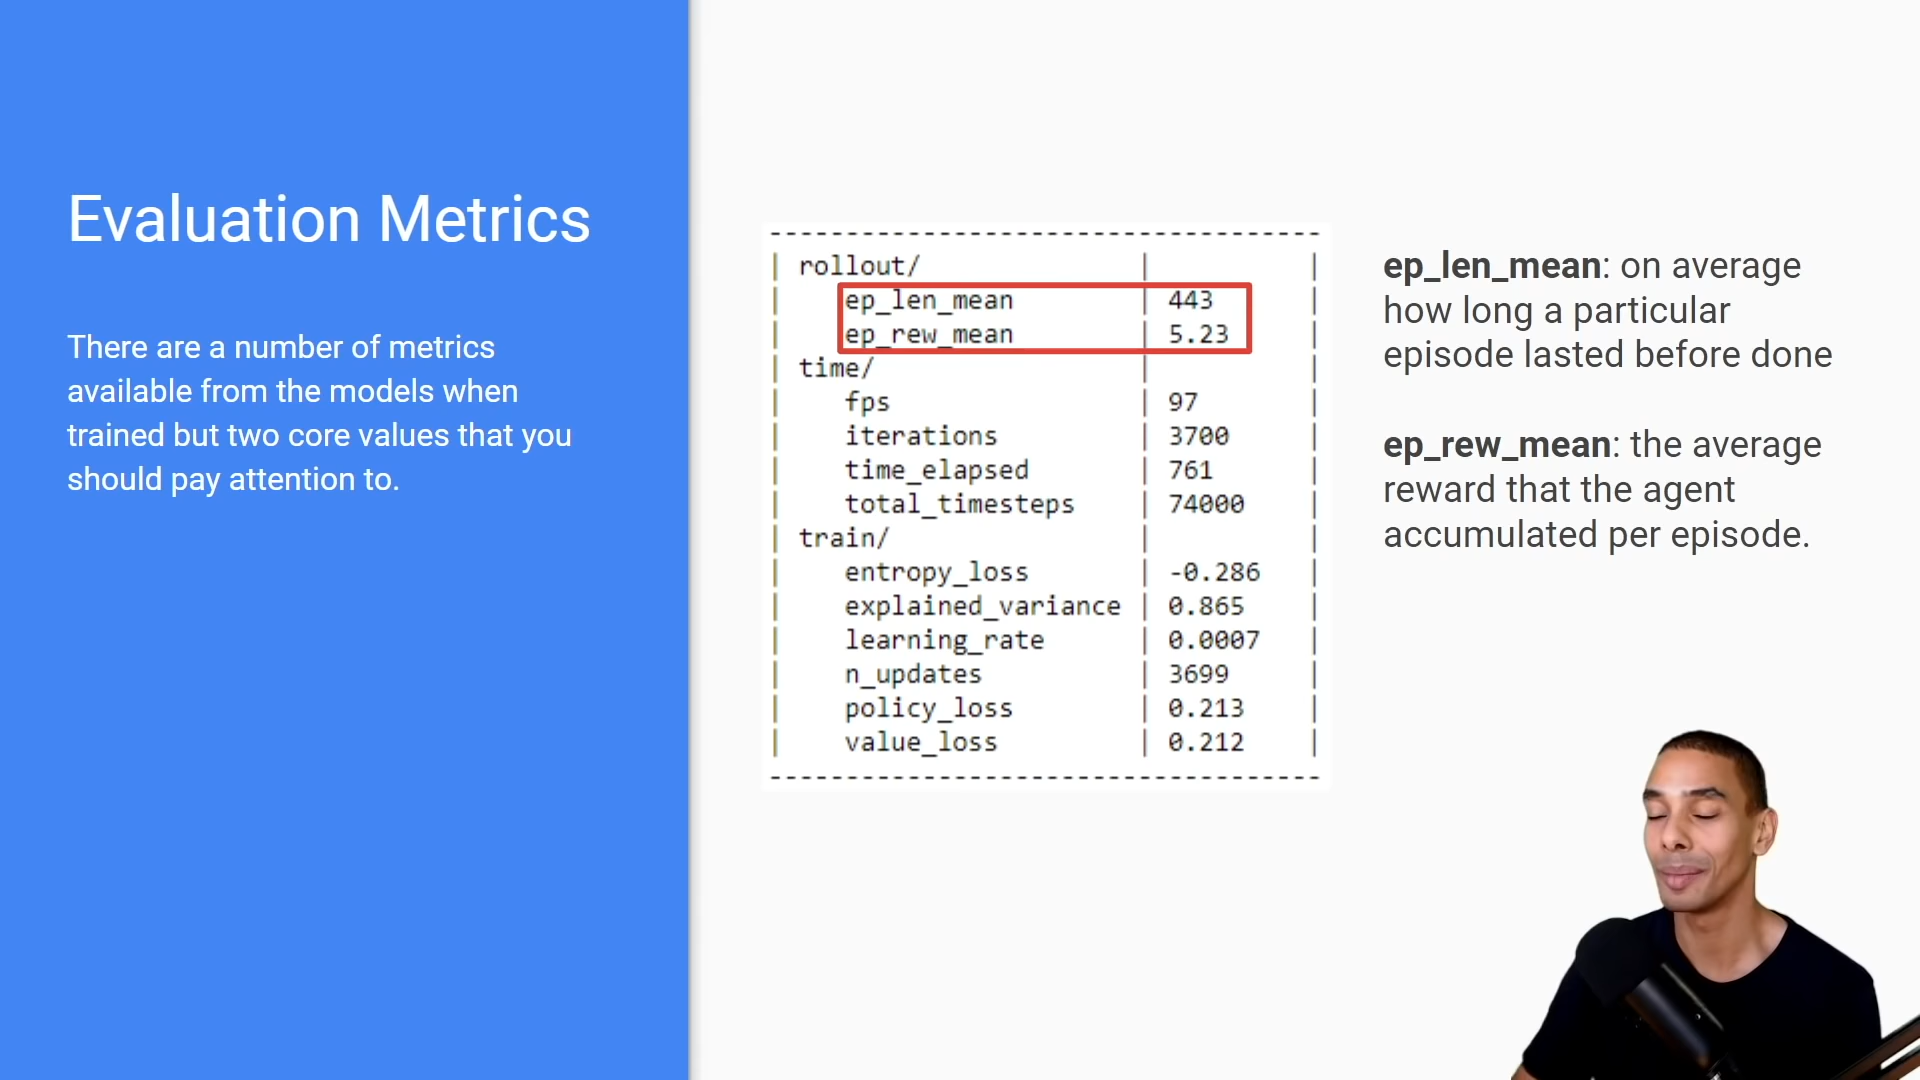 Evaluation Metrics
There are a number of metrics
available from the models when
trained but two core values that you
should pay attention to.
-------------------------------------
| rollout/ | |
| ep_len_mean | 443 |
| ep_rew_mean | 5.23 |
| time/ | |
| fps | 97 |
| iterations | 3700 |
| time_elapsed | 761 |
| total_timesteps | 74000 |
| train/ | |
| entropy_loss | -0.286 |
| explained_variance | 0.865 |
| learning_rate | 0.0007 |
| n_updates | 3699 |
| policy_loss | 0.213 |
| value_loss | 0.212 |
-------------------------------------
ep_len_mean: on average
how long a particular
episode lasted before done
ep_rew_mean: the average
reward that the agent
accumulated per episode.